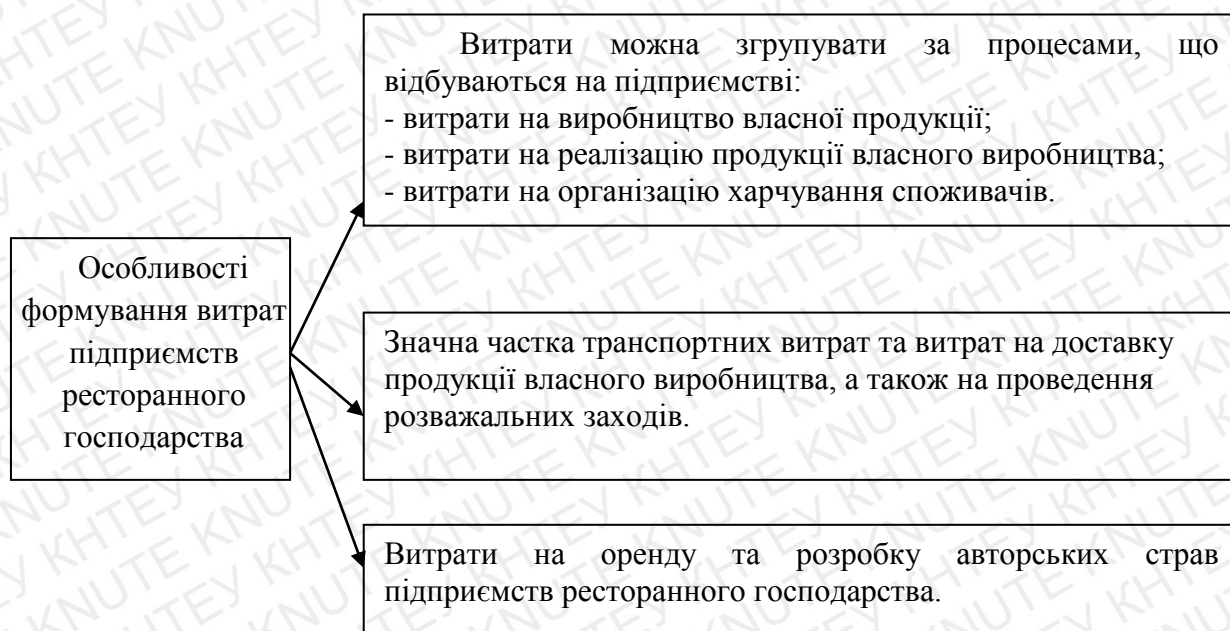 Витрати можна згрупувати за процесами, що
відбуваються на підприємстві:
- витрати на виробництво власної продукції;
- витрати на реалізацію продукції власного виробництва;
- витрати на організацію харчування споживачів.
Особливості
формування витрат
підприємств
ресторанного
господарства
Значна частка транспортних витрат та витрат на доставку
продукції власного виробництва, а також на проведення
розважальних заходів.
Витрати на оренду та розробку авторських страв
підприємств ресторанного господарства.